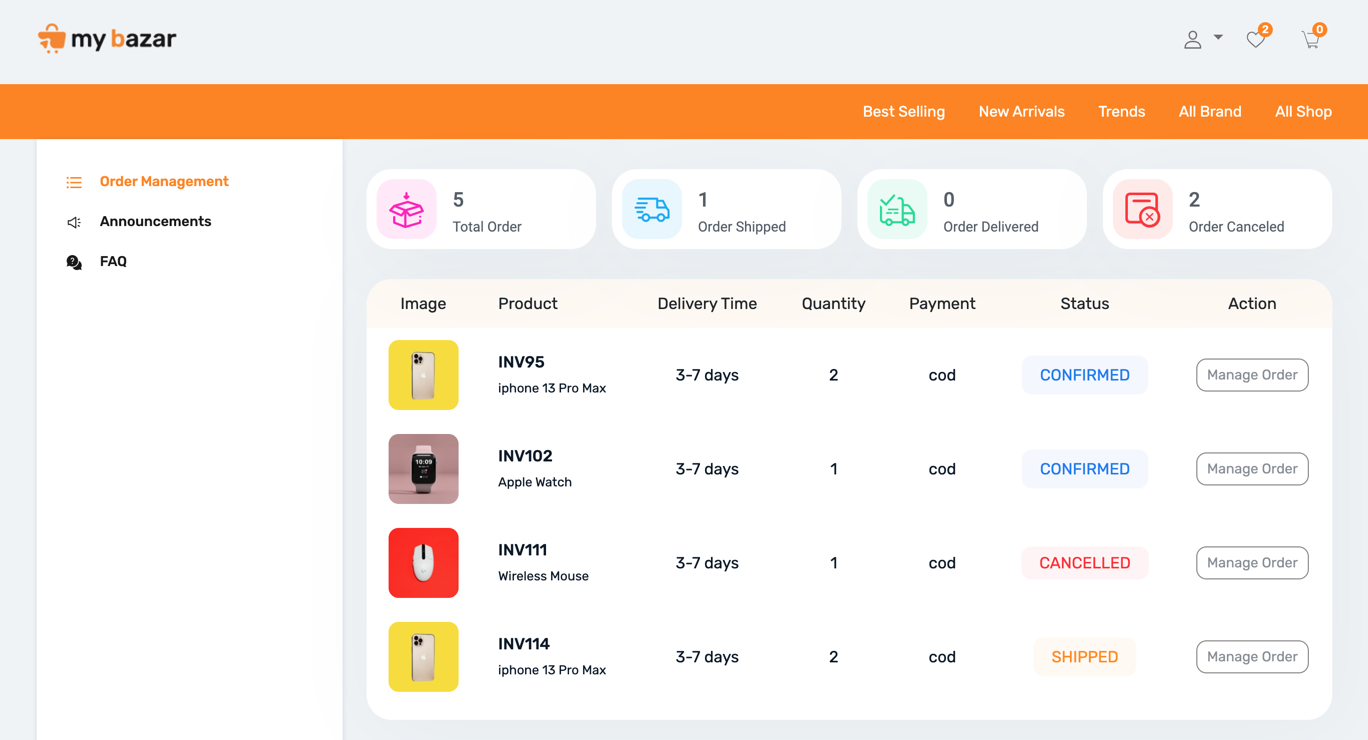 my bazar
2
0
Best Selling New Arrivals Trends All Brand All Shop
Order Management
Announcements
FAQ
5
Total Order
1
Order Shipped
0
Order Delivered
2
Order Canceled
Image Product Delivery Time Quantity Payment Status Action
INV95
iphone 13 Pro Max
3-7 days 2 cod CONFIRMED Manage Order
10:09
INV102
Apple Watch
3-7 days 1 cod CONFIRMED Manage Order
INV111
Wireless Mouse
3-7 days 1 cod CANCELLED Manage Order
INV114
iphone 13 Pro Max
3-7 days 2 cod SHIPPED Manage Order